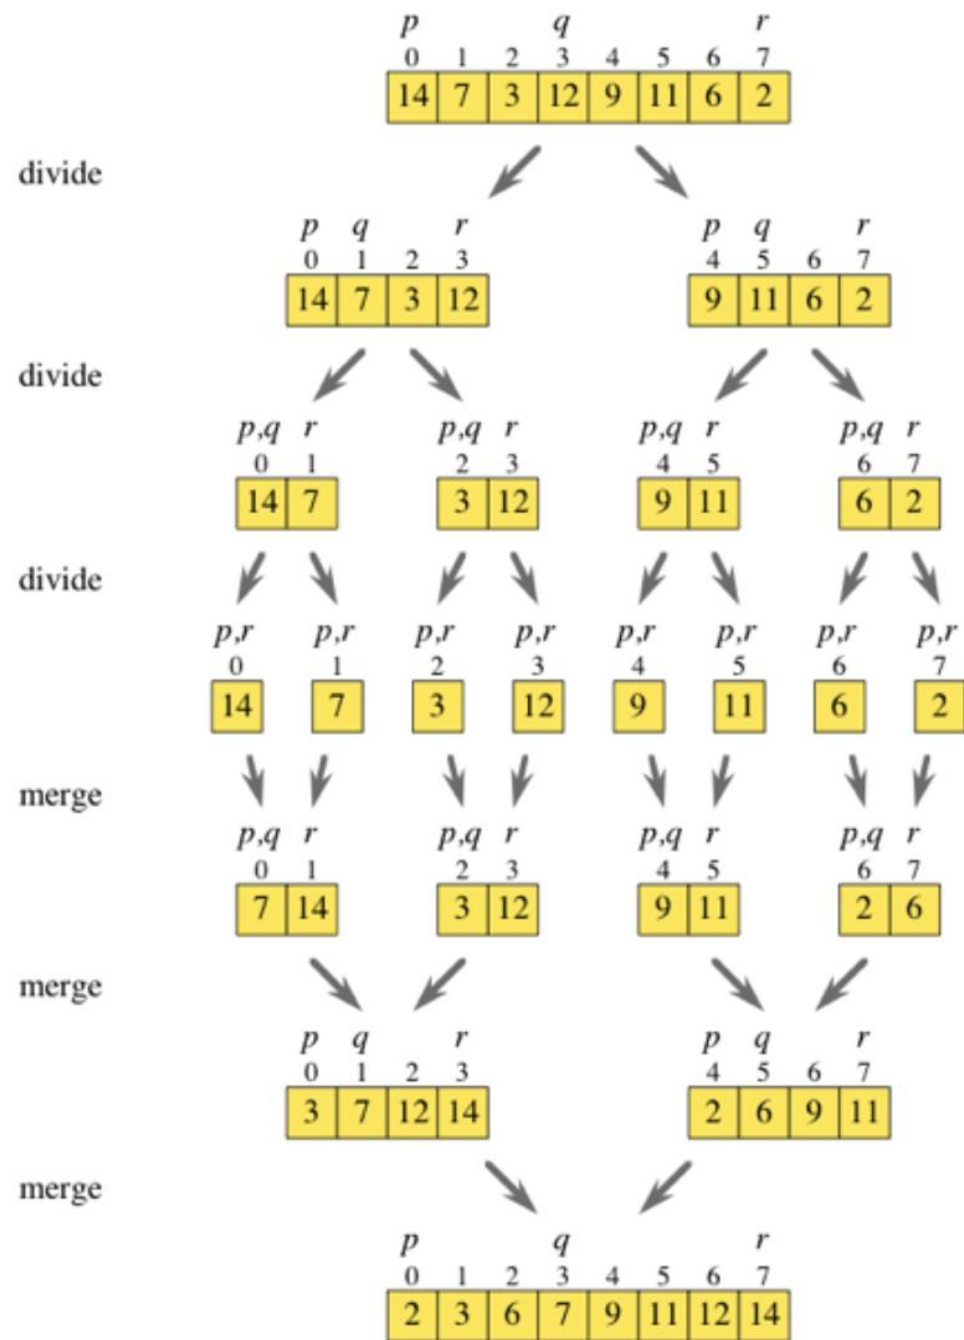 p q r
0 1 2 3 4 5 6 7
14 7 3 12 9 11 6 2
divide
p q r p q r
0 1 2 3 4 5 6 7
14 7 3 12 9 11 6 2
divide
p,q r p,q r p,q r p,q r
0 1 2 3 4 5 6 7
14 7 3 12 9 11 6 2
divide
p,r p,r p,r p,r p,r p,r p,r p,r
0 1 2 3 4 5 6 7
14 7 3 12 9 11 6 2
merge
p,q r p,q r p,q r p,q r
0 1 2 3 4 5 6 7
7 14 3 12 9 11 2 6
merge
p q r p q r
0 1 2 3 4 5 6 7
3 7 12 14 2 6 9 11
merge
p q r
0 1 2 3 4 5 6 7
2 3 6 7 9 11 12 14